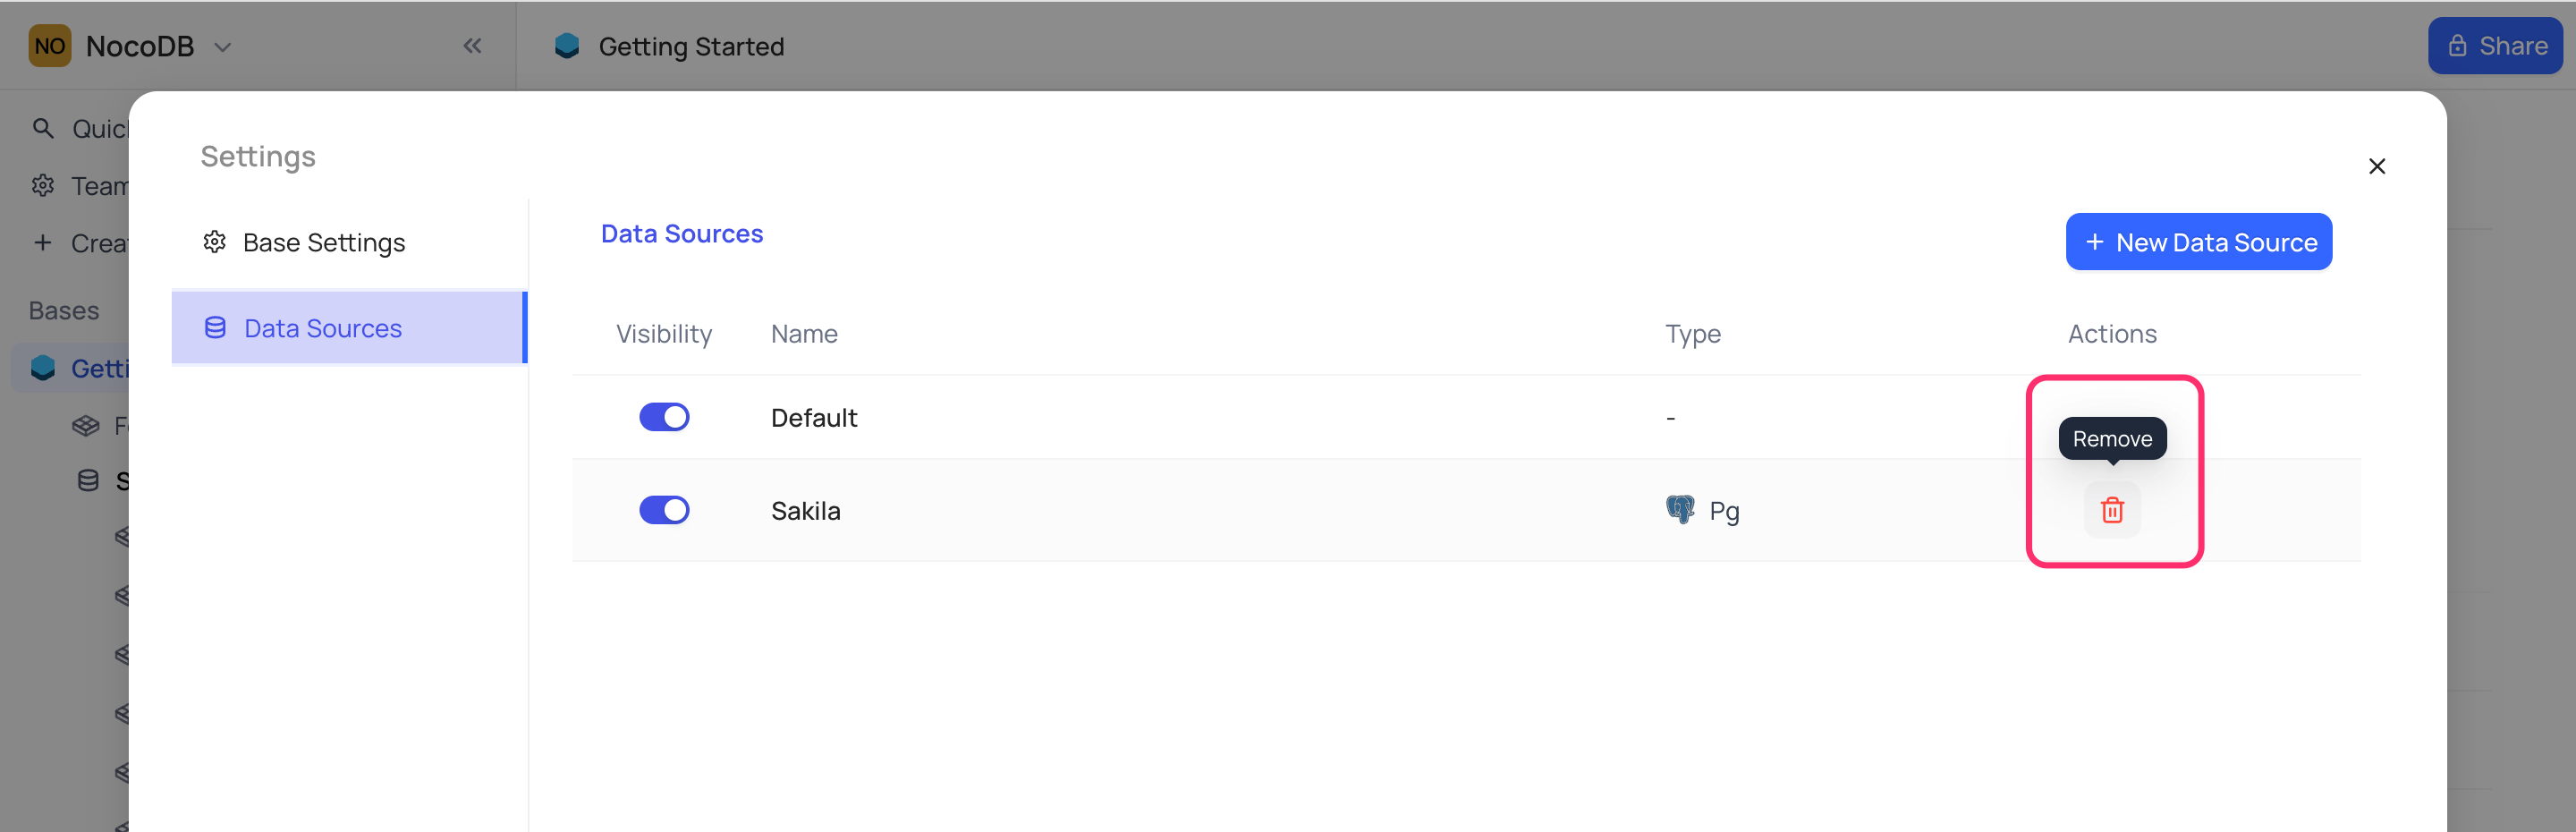 NO NocoDB
Getting Started
Share
Quic
Team
Crea
Bases
Getti
Settings
Base Settings
Data Sources
Data Sources
New Data Source
Visibility Name Type Actions
Default -
Remove
Sakila Pg